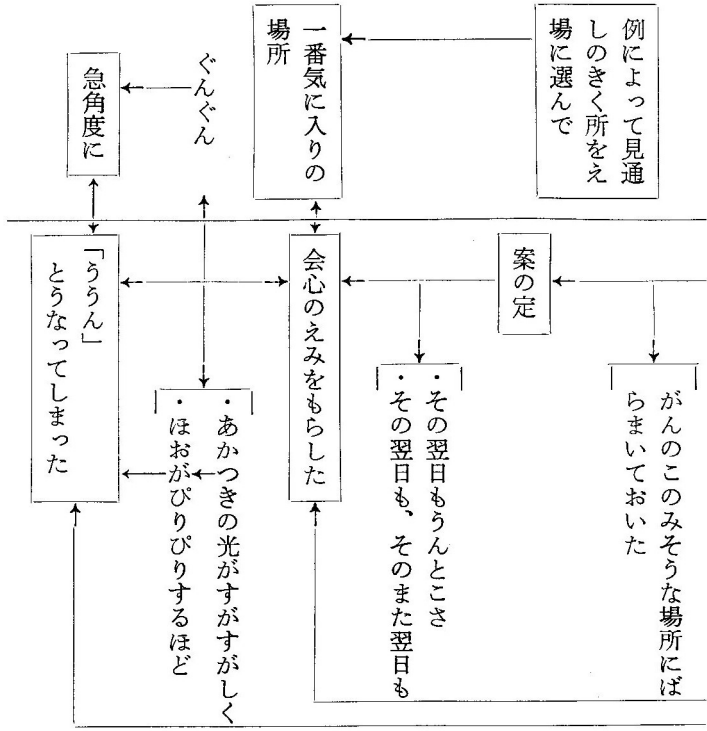 例によって見通
しのきく所をえ
場に選んで
一番気に入りの
場所
ぐんぐん
急角度に
がんのこのみそうな場所にば
らまいておいた
案の定
・その翌日もうんとこさ
・その翌日も、そのまた翌日も
会心のえみをもらした
・あかつきの光がすがすがしく
・ほおがぴりぴりするほど
「ううん」
とうなってしまった